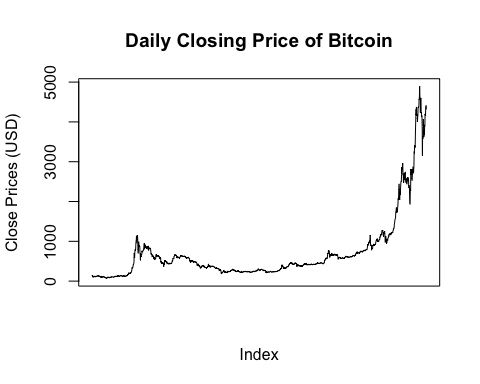 Daily Closing Price of Bitcoin
Close Prices (USD)
5000
3000
1000
0
Index